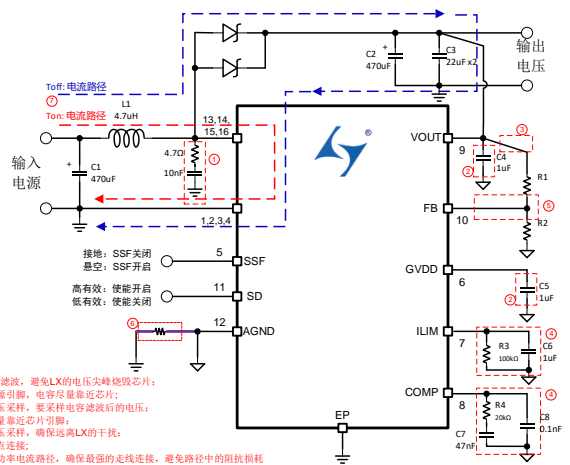 Toff: 电流路径
⑦
Ton: 电流路径
L1
4.7uH
13,14,
15,16
C2
470uF
C3
22uF x2
输出
电压
输入
电源
+
C1
470uF
4.7Ω
10nF
①
1,2,3,4
®
VOUT
9
②
C4
1uF
③
R1
FB
10
⑤
R2
接地：SSF关闭
悬空：SSF开启
5
SSF
高有效：使能开启
低有效：使能关闭
11
SD
GVDD
6
②
C5
1uF
⑥
12
AGND
ILIM
7
R3
100kΩ
C6
1uF
④
COMP
8
R4
20kΩ
C7
47nF
C8
0.1nF
④
EP
滤波，避免LX的电压尖峰烧毁芯片；
引脚，电容尽量靠近芯片;
压采样，要采样电容滤波后的电压；
量靠近芯片引脚；
压采样，确保远离LX的干扰；
点连接;
功率电流路径，确保最强的走线连接，避免路径中的阻抗损耗